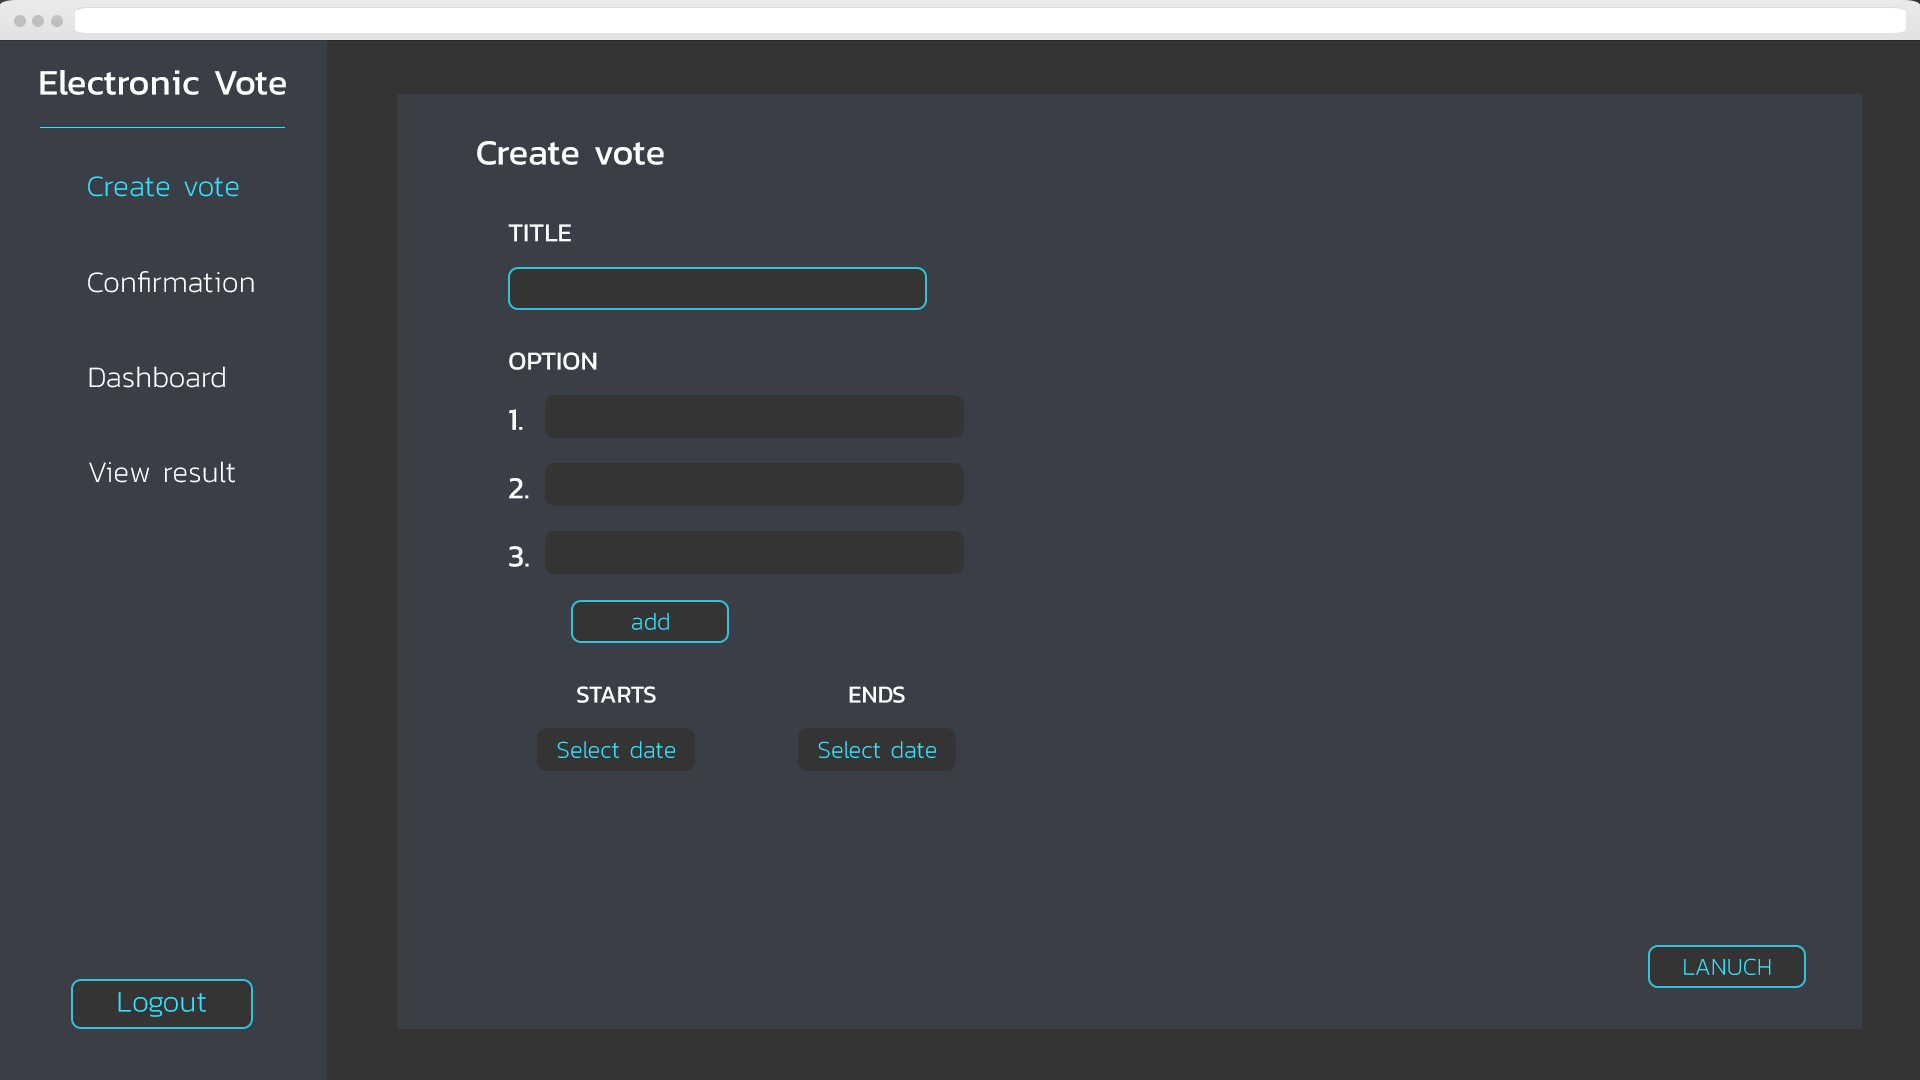 Electronic Vote
Create vote
Confirmation
Dashboard
View result
Logout
Create vote
TITLE
OPTION
1.
2.
3.
add
STARTS ENDS
Select date Select date
LANUCH